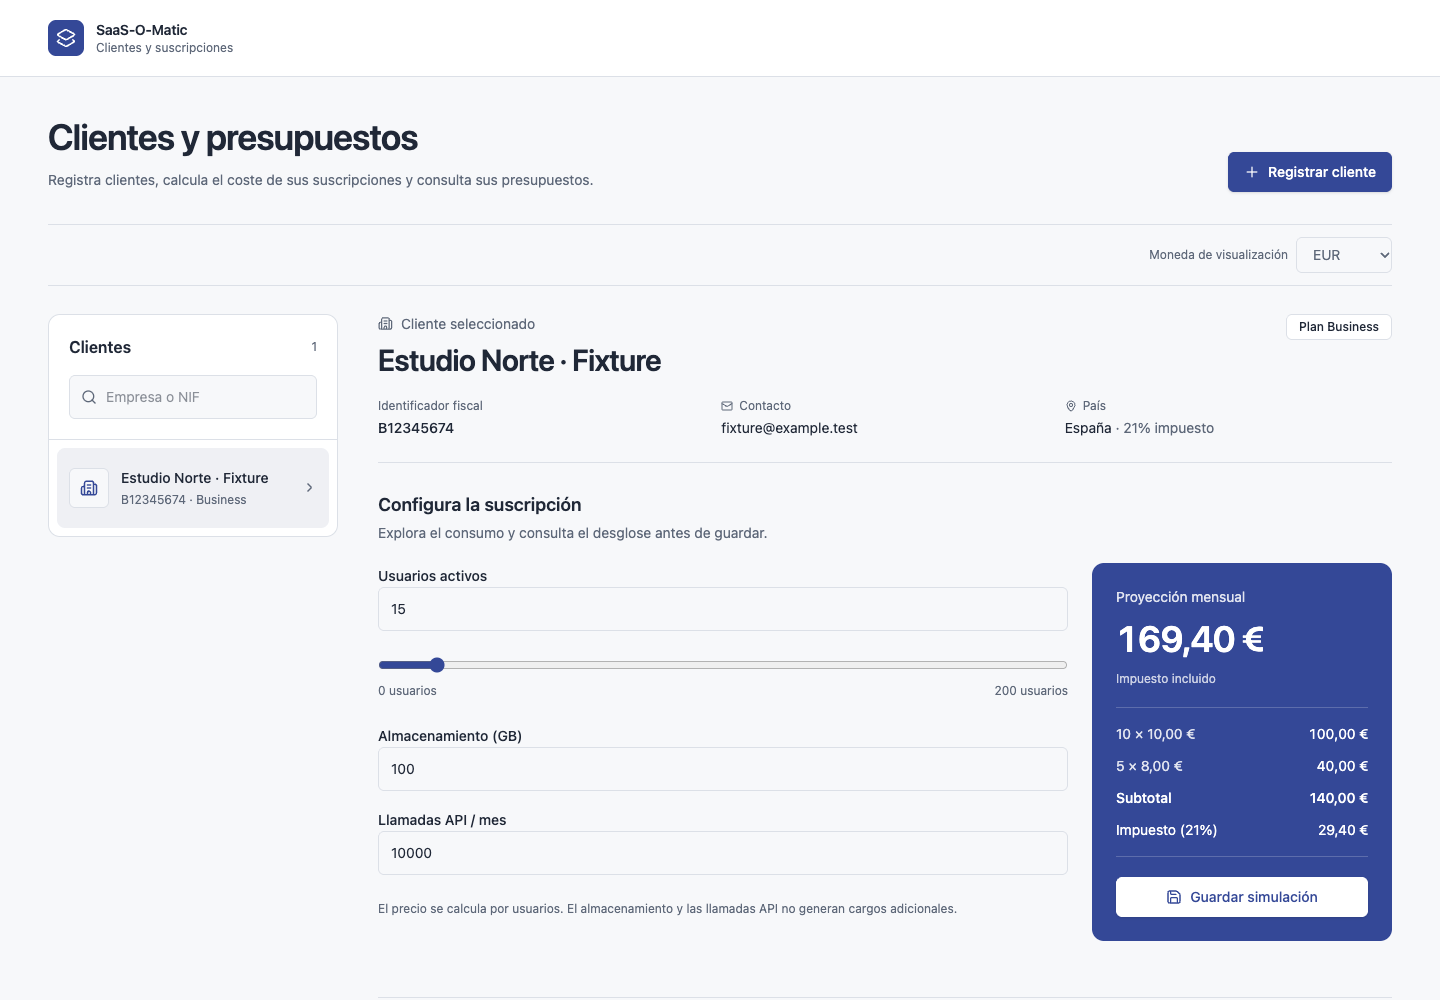 SaaS-O-Matic
Clientes y suscripciones
Clientes y presupuestos
Registra clientes, calcula el coste de sus suscripciones y consulta sus presupuestos.
Registrar cliente
Moneda de visualización
EUR
Clientes
1
Empresa o NIF
Estudio Norte · Fixture
B12345674 · Business
Cliente seleccionado
Plan Business
Estudio Norte · Fixture
Identificador fiscal
B12345674
Contacto
fixture@example.test
País
España · 21% impuesto
Configura la suscripción
Explora el consumo y consulta el desglose antes de guardar.
Usuarios activos
15
0 usuarios
200 usuarios
Almacenamiento (GB)
100
Llamadas API / mes
10000
El precio se calcula por usuarios. El almacenamiento y las llamadas API no generan cargos adicionales.
Proyección mensual
169,40 €
Impuesto incluido
10 × 10,00 € 100,00 €
5 × 8,00 € 40,00 €
Subtotal 140,00 €
Impuesto (21%) 29,40 €
Guardar simulación